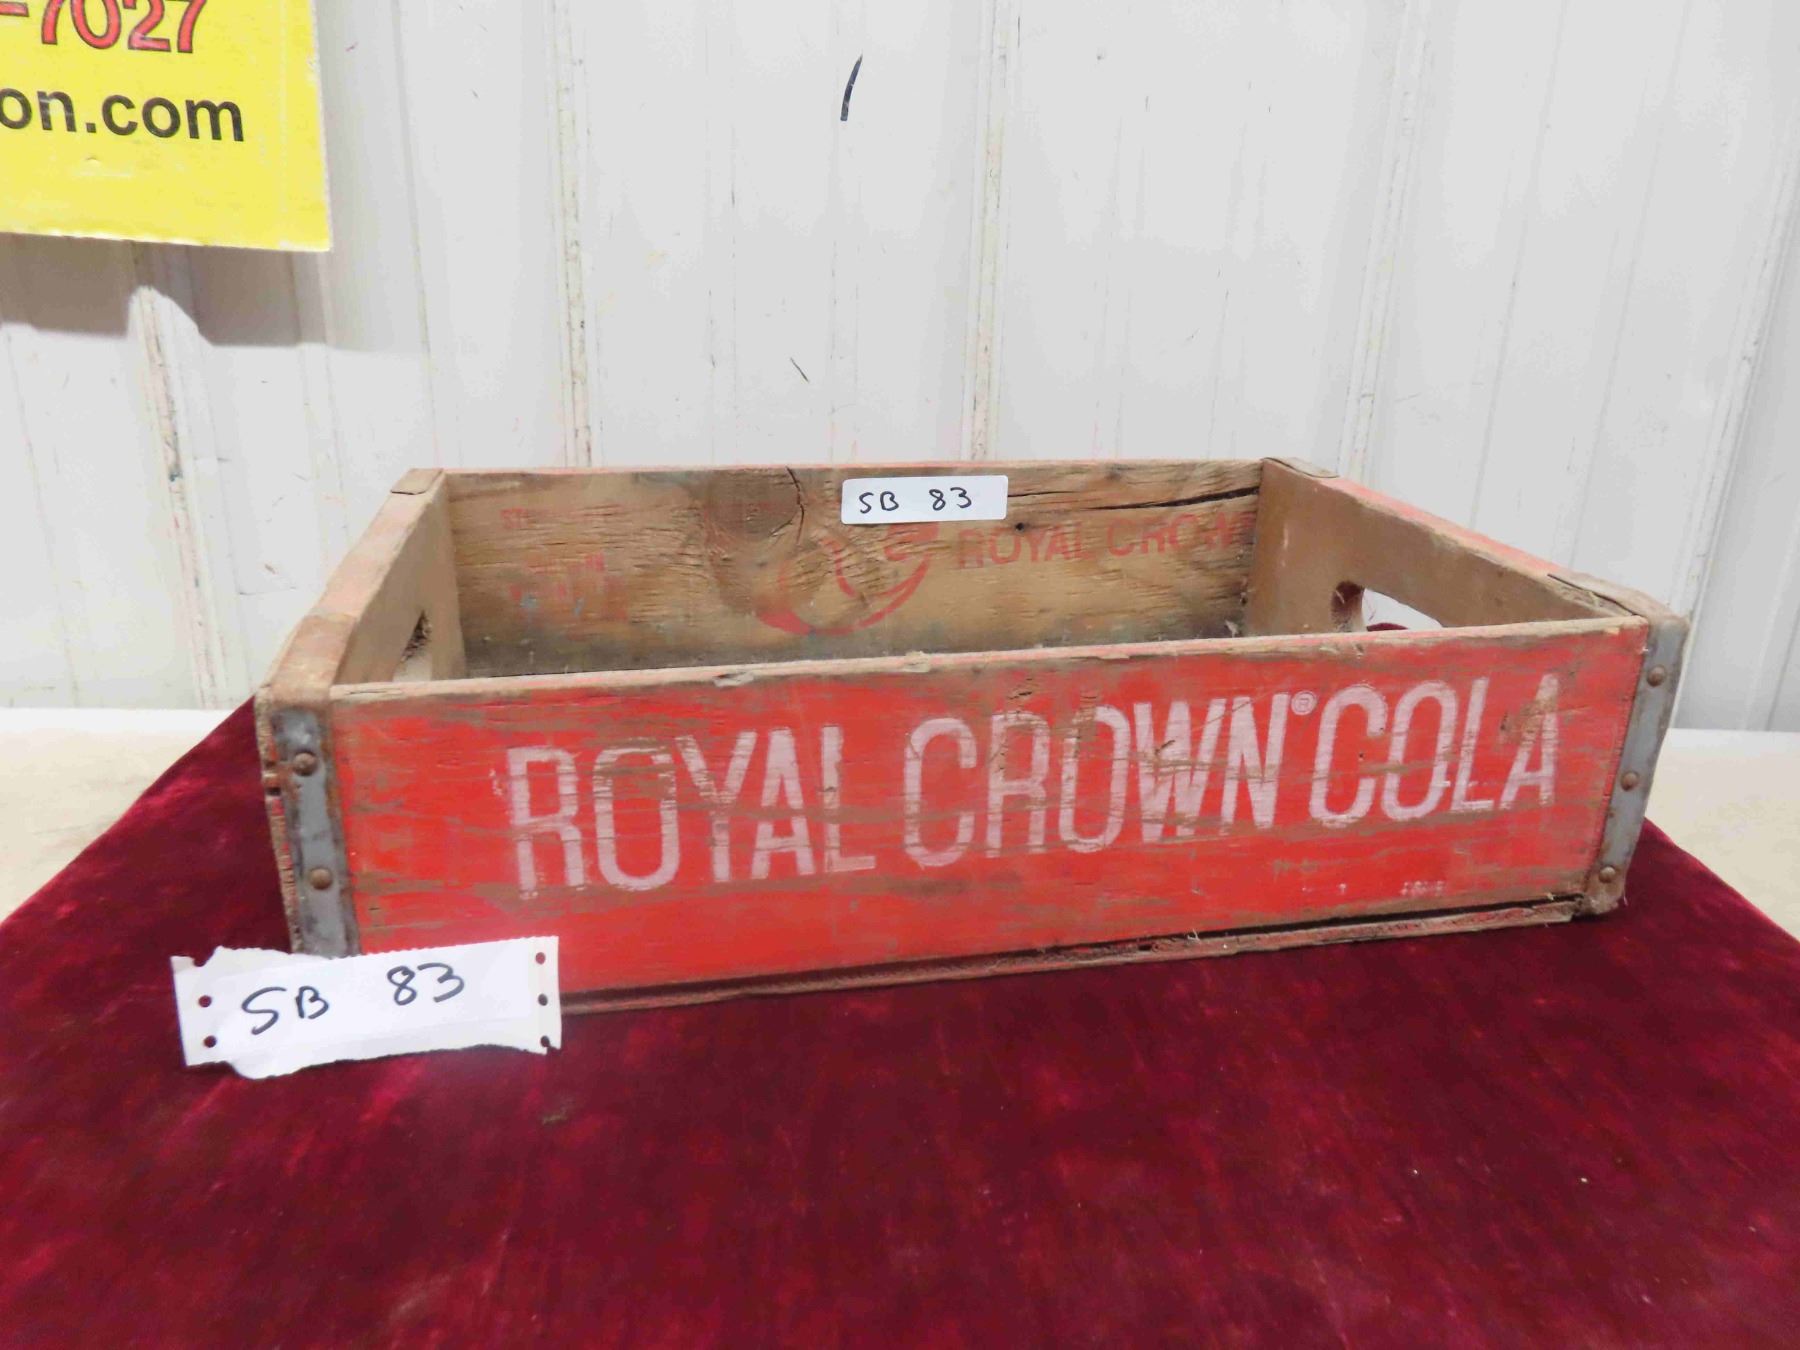 -7027
on.com
SB 83
ROYAL CROWN
ROYAL CROWN® COLA
SB 83